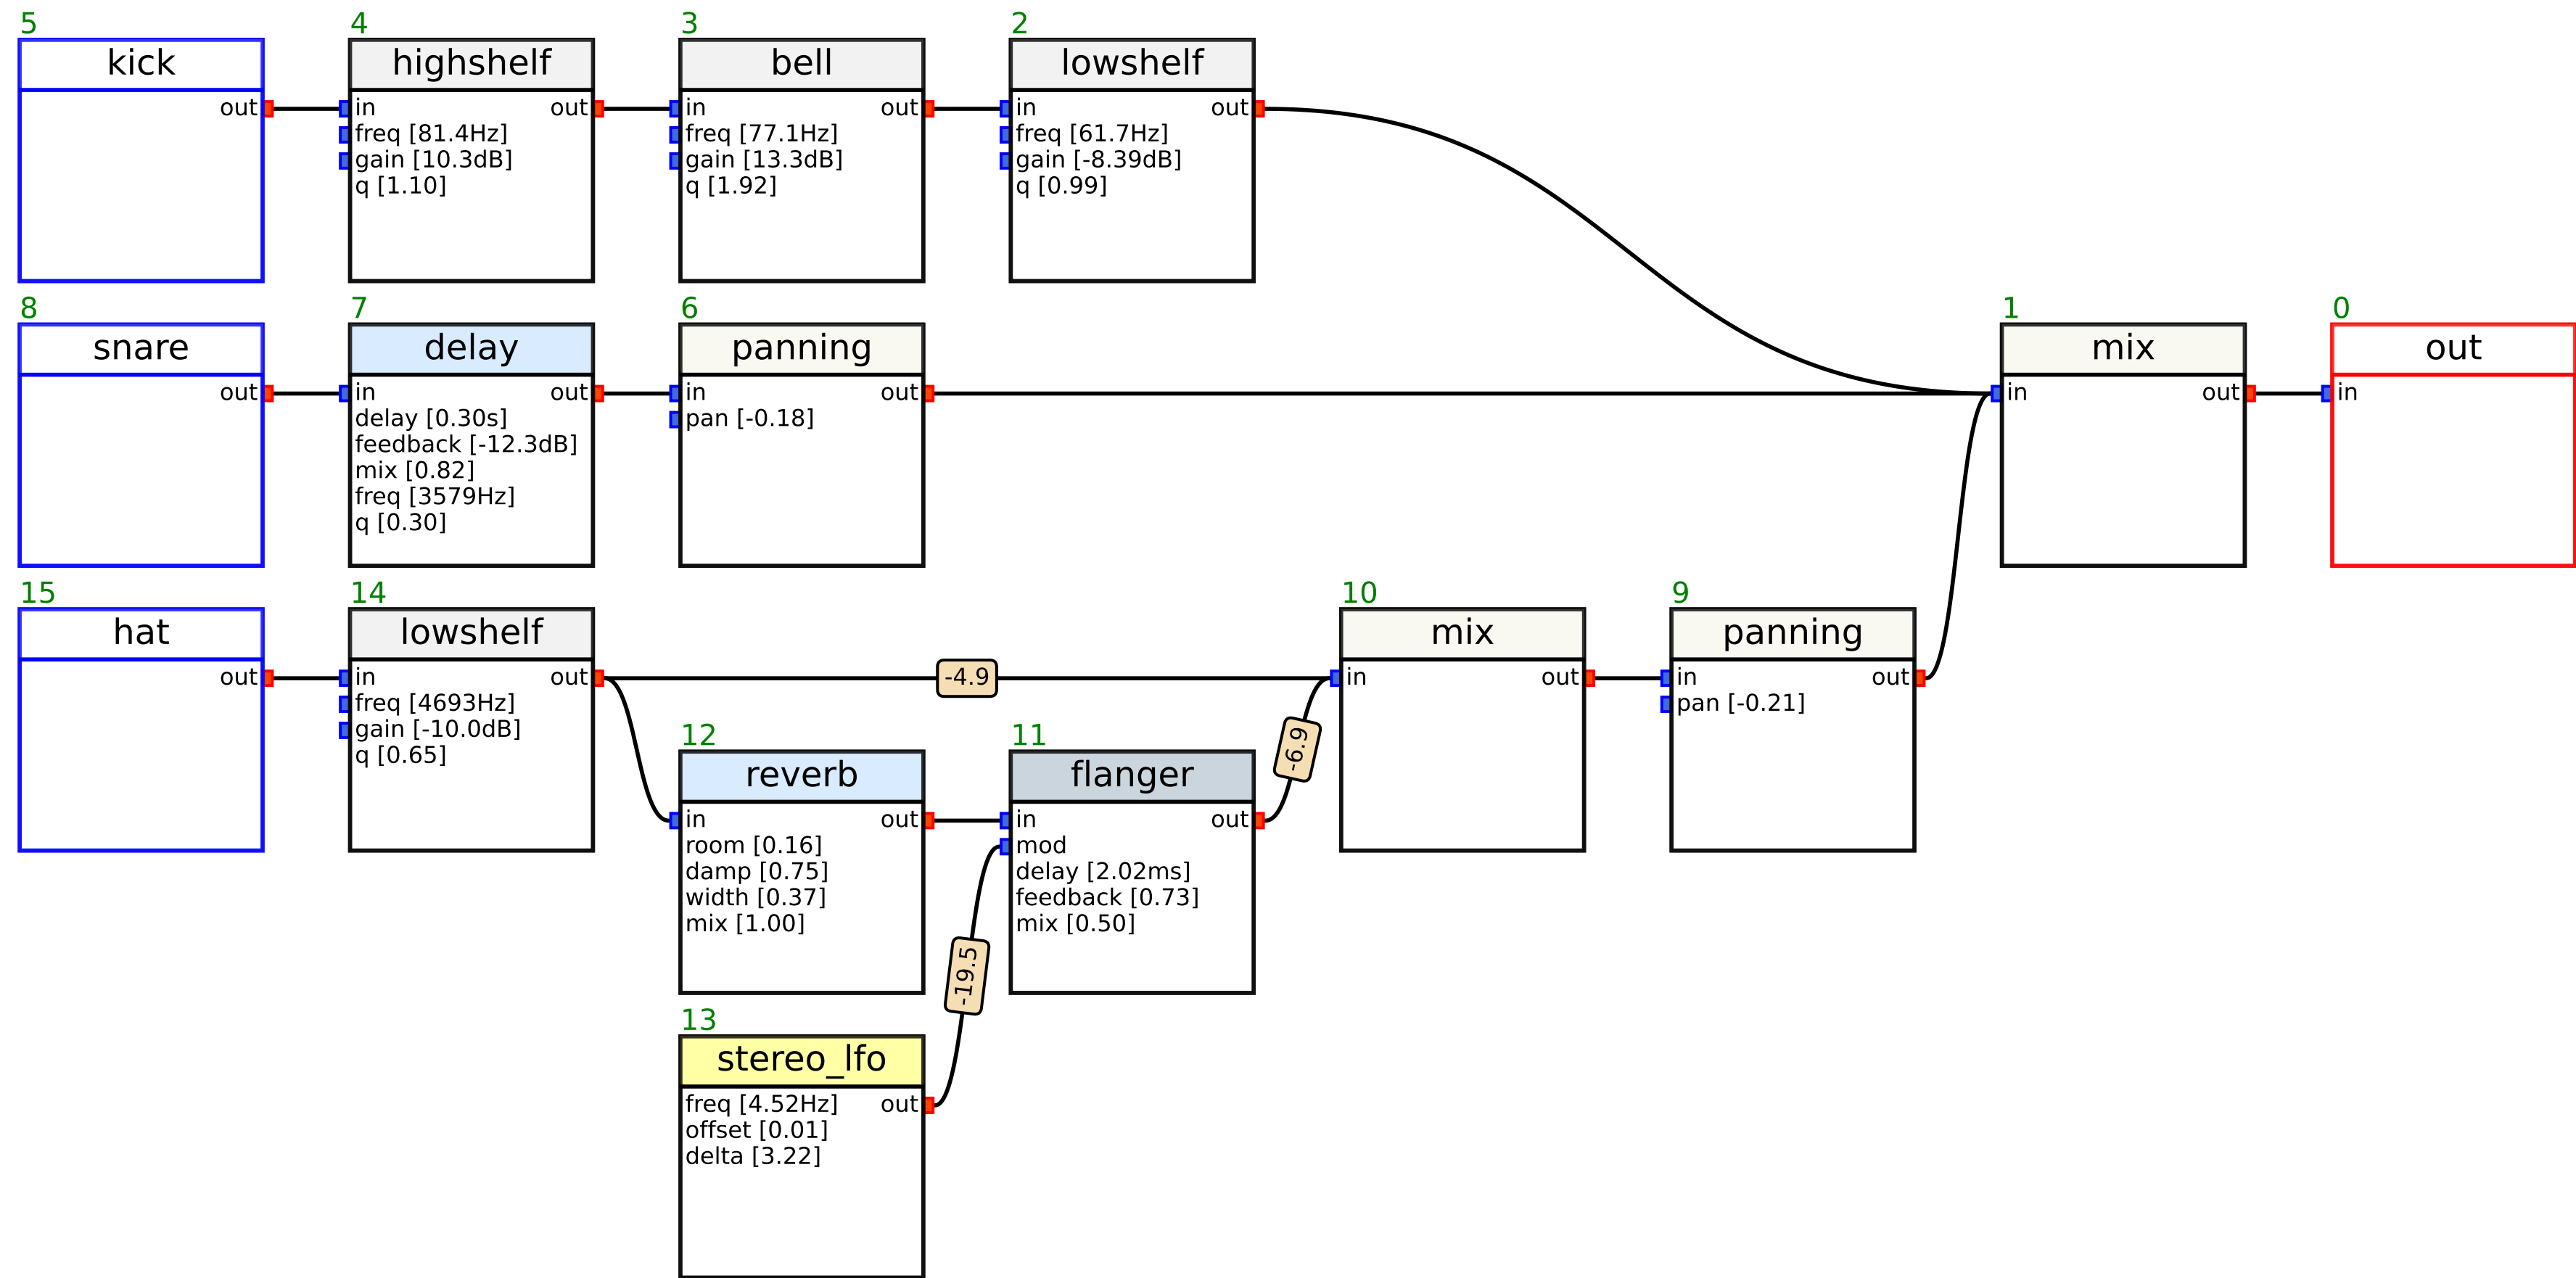 5
kick
out
4
highshelf
in out
freq [81.4Hz]
gain [10.3dB]
q [1.10]
3
bell
in out
freq [77.1Hz]
gain [13.3dB]
q [1.92]
2
lowshelf
in out
freq [61.7Hz]
gain [-8.39dB]
q [0.99]
8
snare
out
7
delay
in out
delay [0.30s]
feedback [-12.3dB]
mix [0.82]
freq [3579Hz]
q [0.30]
6
panning
in out
pan [-0.18]
1
mix
in out
0
out
in
15
hat
out
14
lowshelf
in out
freq [4693Hz]
gain [-10.0dB]
q [0.65]
-4.9
10
mix
in out
9
panning
in out
pan [-0.21]
12
reverb
in out
room [0.16]
damp [0.75]
width [0.37]
mix [1.00]
11
flanger
in out
mod
delay [2.02ms]
feedback [0.73]
mix [0.50]
-6.9
-19.5
13
stereo_lfo
freq [4.52Hz] out
offset [0.01]
delta [3.22]